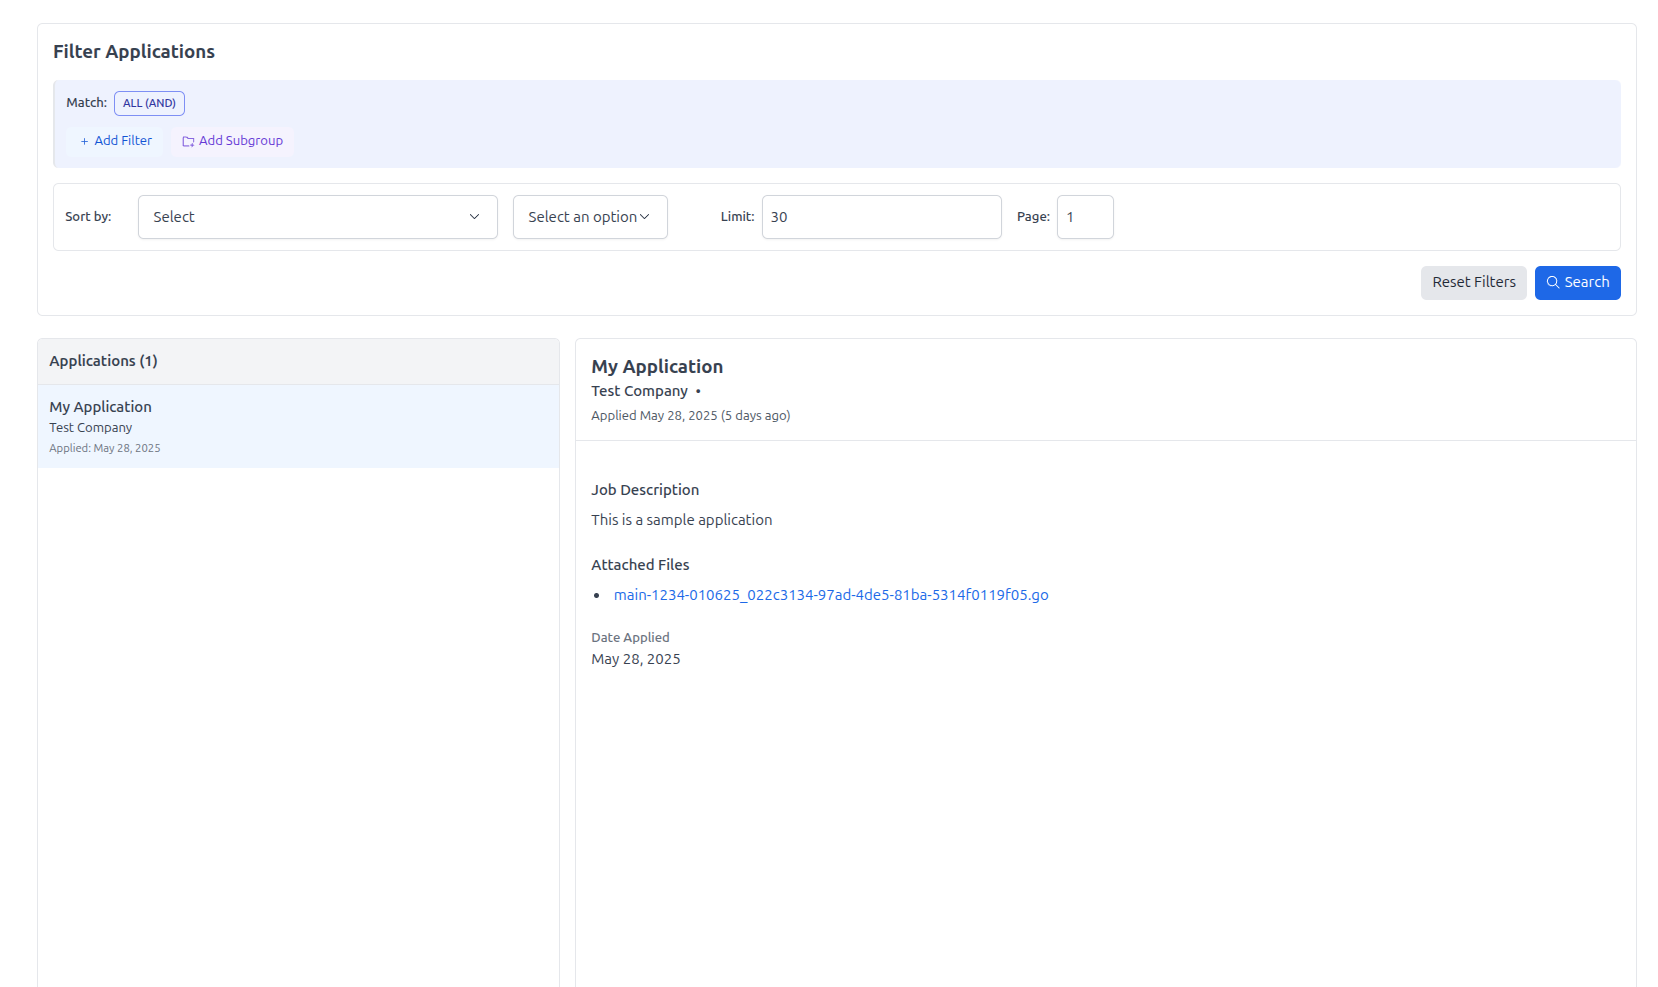 Filter Applications
Match: ALL (AND)
+ Add Filter Add Subgroup
Sort by: Select Select an option Limit: 30 Page: 1
Reset Filters Search
Applications (1)
My Application
Test Company
Applied: May 28, 2025
My Application
Test Company •
Applied May 28, 2025 (5 days ago)
Job Description
This is a sample application
Attached Files
• main-1234-010625_022c3134-97ad-4de5-81ba-5314f0119f05.go
Date Applied
May 28, 2025